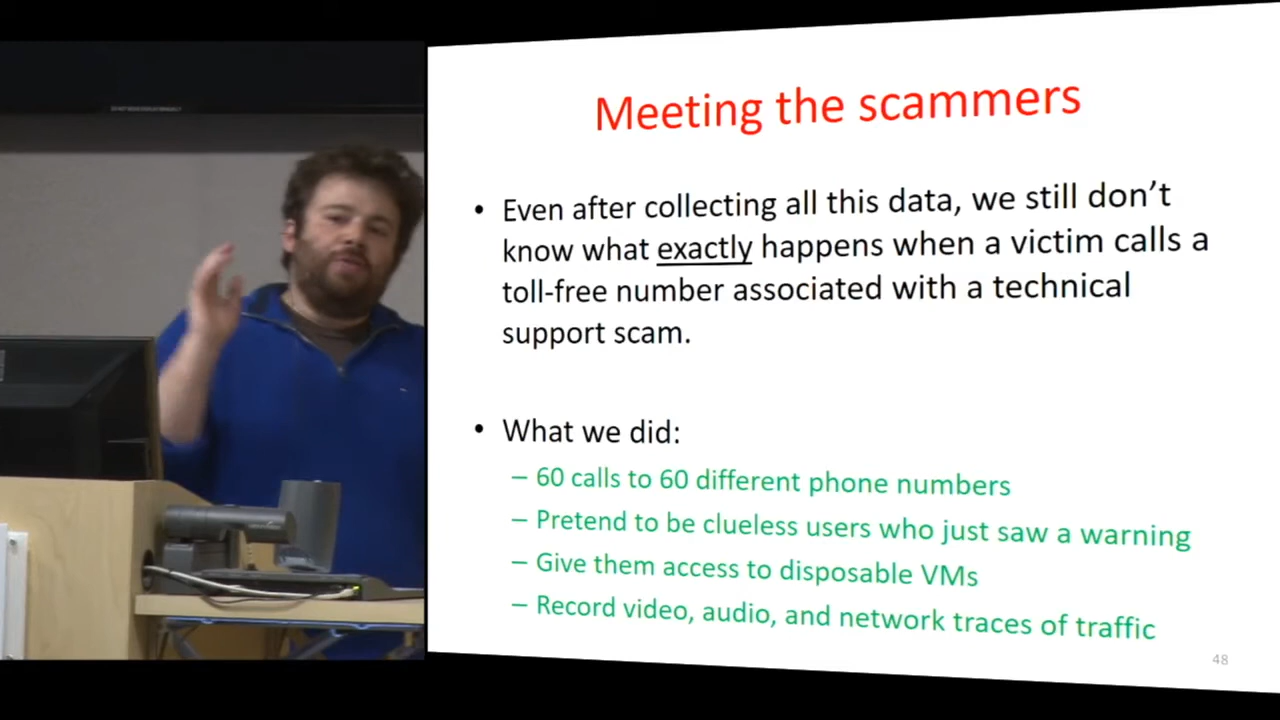 Meeting the scammers
• Even after collecting all this data, we still don't
know what exactly happens when a victim calls a
toll-free number associated with a technical
support scam.
• What we did:
– 60 calls to 60 different phone numbers
– Pretend to be clueless users who just saw a warning
– Give them access to disposable VMs
– Record video, audio, and network traces of traffic
48